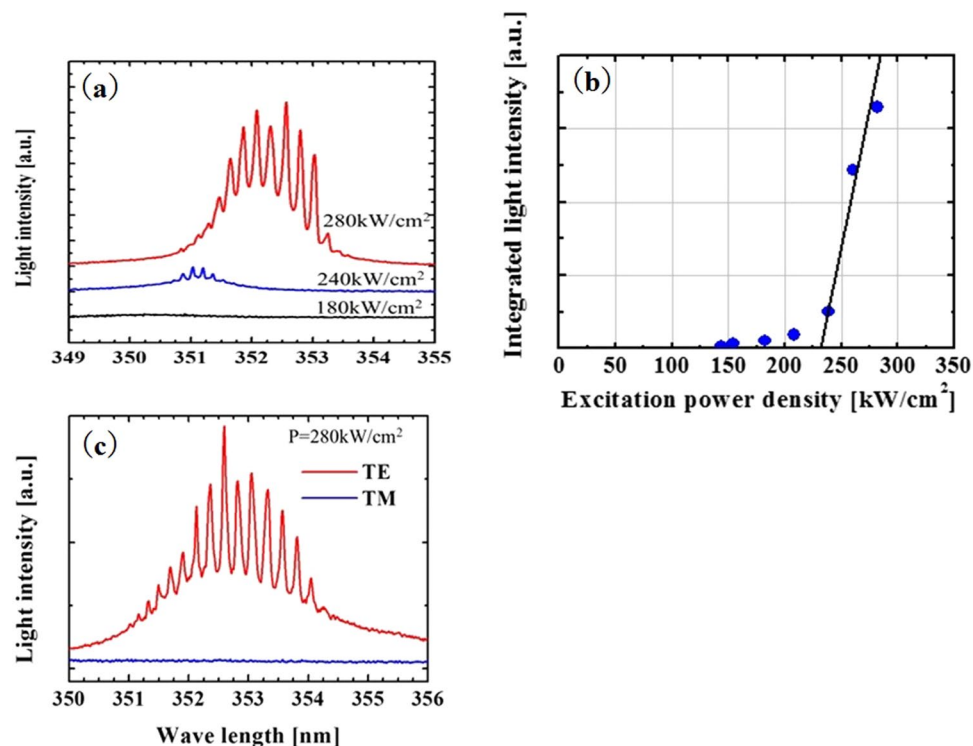 (a)
Light intensity [a.u.]
280kW/cm²
240kW/cm²
180kW/cm²
349 350 351 352 353 354 355
(b)
Integrated light intensity [a.u.]
0 50 100 150 200 250 300 350
Excitation power density [kW/cm²]
(c)
P=280kW/cm²
TE
TM
Light intensity [a.u.]
350 351 352 353 354 355 356
Wave length [nm]